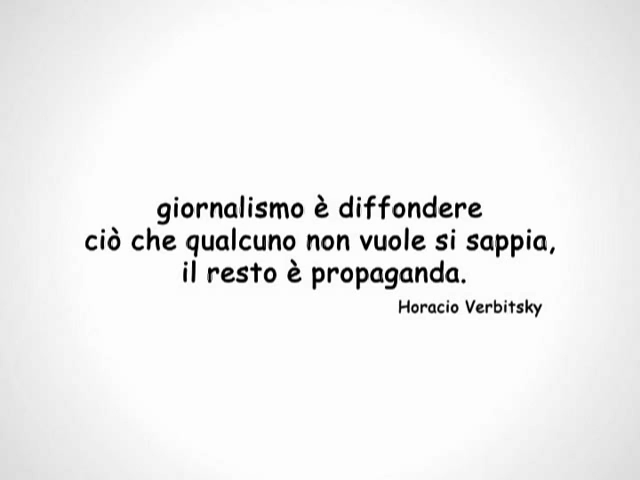 giornalismo è diffondere
ciò che qualcuno non vuole si sappia,
il resto è propaganda.
Horacio Verbitsky